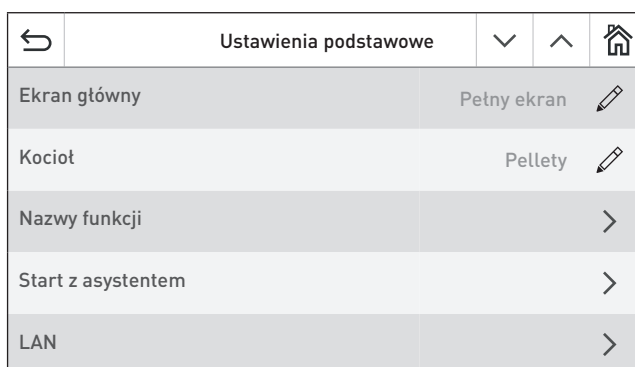 Ustawienia podstawowe
Ekran główny Pełny ekran
Kocioł Pellety
Nazwy funkcji
Start z asystentem
LAN